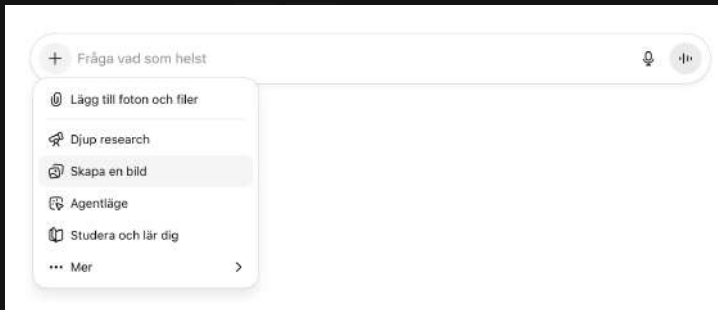 Fråga vad som helst
Lägg till foton och filer
Djup research
Skapa en bild
Agentläge
Studera och lär dig
Mer